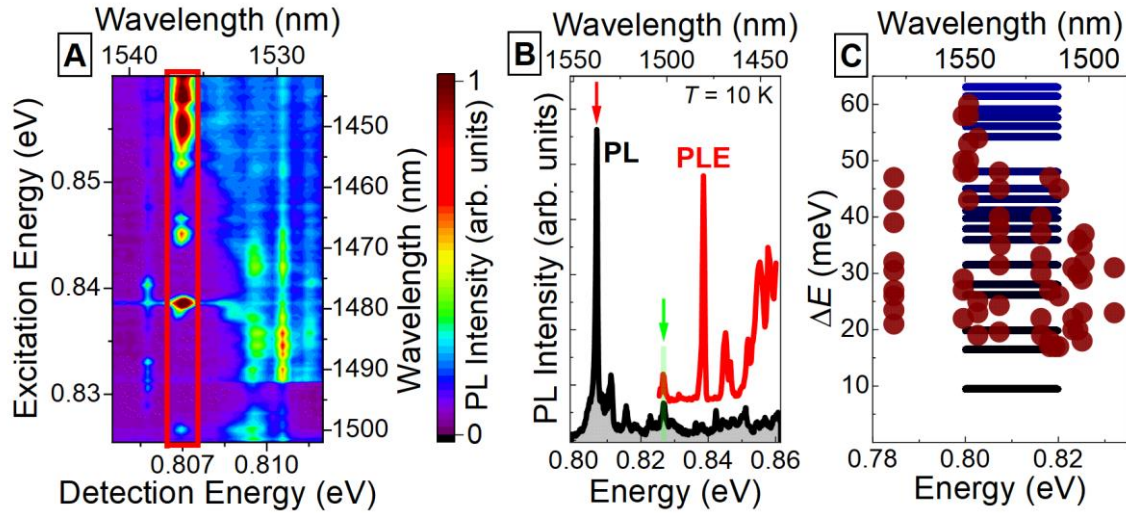 Wavelength (nm)
1540 1530
A
Excitation Energy (eV)
0.85
0.84
0.83
1450
1460
1470
1480
1490
1500
Wavelength (nm)
0.807 0.810
Detection Energy (eV)
1
0
PL Intensity (arb. units)
Wavelength (nm)
B
1550 1500 1450
T = 10 K
PL
PLE
PL Intensity (arb. units)
0.80 0.82 0.84 0.86
Energy (eV)
Wavelength (nm)
C
1550 1500
ΔE (meV)
60
50
40
30
20
10
0.78 0.80 0.82
Energy (eV)